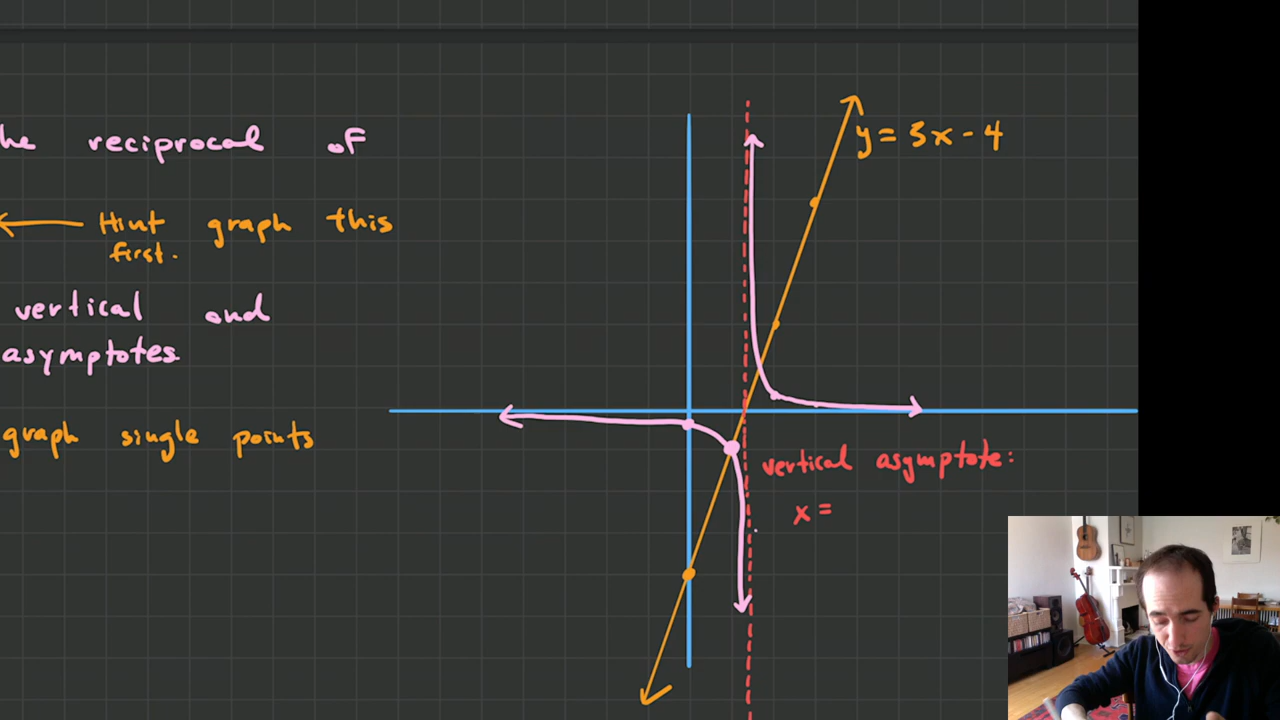 he reciprocal of
y = 3x - 4
Hint graph this
first.
vertical and
asymptotes
graph single points
vertical asymptote:
x =